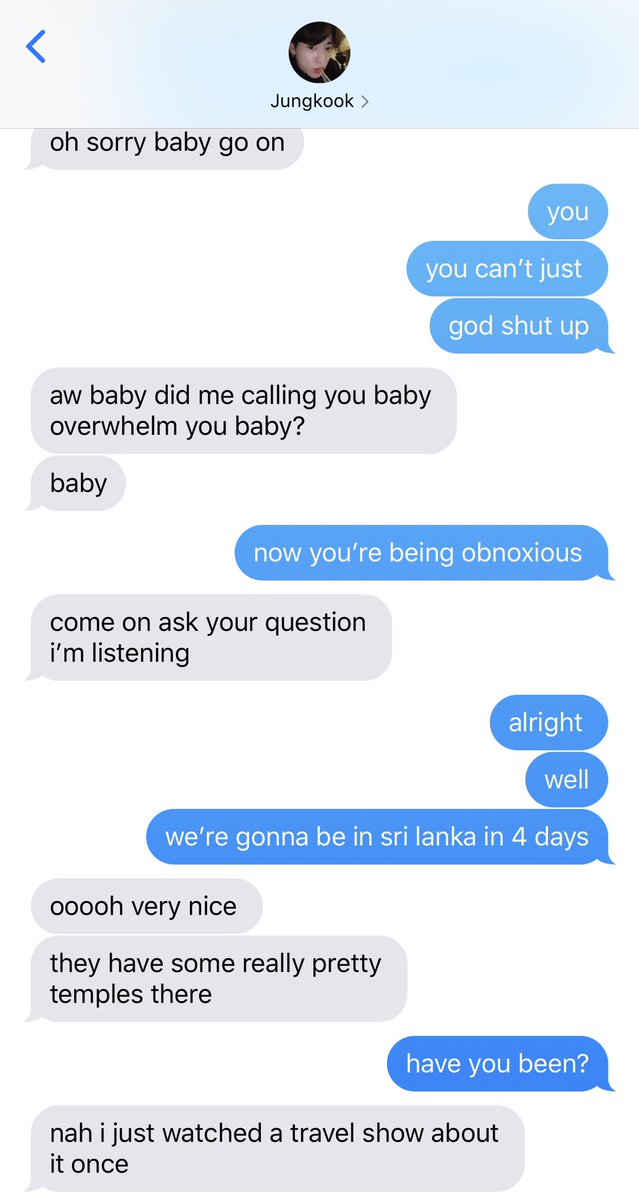 Jungkook
oh sorry baby go on
you
you can’t just
god shut up
aw baby did me calling you baby
overwhelm you baby?
baby
now you’re being obnoxious
come on ask your question
i’m listening
alright
well
we’re gonna be in sri lanka in 4 days
ooooh very nice
they have some really pretty
temples there
have you been?
nah i just watched a travel show about
it once